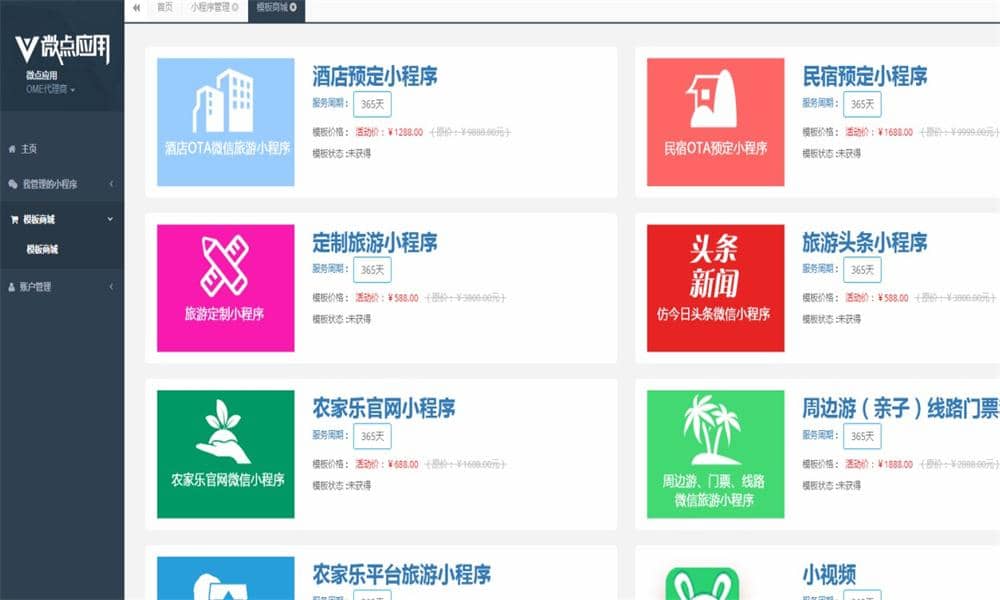 首页
小程序管理
模板商城
微点应用
微点应用
OME代理商
主页
我管理的小程序
模板商城
模板商城
账户管理
酒店OTA微信旅游小程序
酒店预定小程序
服务周期： 365天
模板价格： 活动价：￥1288.00 （原价：￥9888.00元）
模板状态:未获得
民宿OTA预定小程序
民宿预定小程序
服务周期： 365天
模板价格： 活动价：￥1688.00 （原价：￥9999.00元）
模板状态:未获得
旅游定制小程序
定制旅游小程序
服务周期： 365天
模板价格： 活动价：￥588.00 （原价：￥3800.00元）
模板状态:未获得
头条
新闻
仿今日头条微信小程序
旅游头条小程序
服务周期： 365天
模板价格： 活动价：￥588.00 （原价：￥3800.00元）
模板状态:未获得
农家乐官网微信小程序
农家乐官网小程序
服务周期： 365天
模板价格： 活动价：￥688.00 （原价：￥1688.00元）
模板状态:未获得
周边游、门票、线路
微信旅游小程序
周边游（亲子）线路门票
服务周期： 365天
模板价格： 活动价：￥1888.00 （原价：￥2888.00元）
模板状态:未获得
农家乐平台旅游小程序
小视频